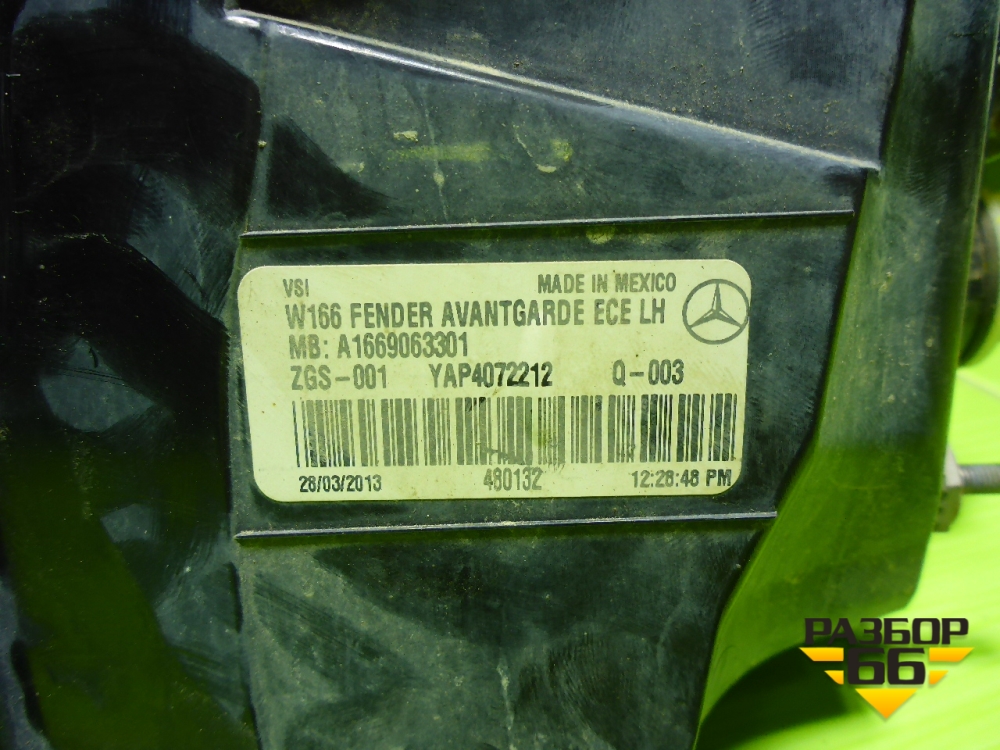 VSI MADE IN MEXICO
W166 FENDER AVANTGARDE ECE LH
MB: A1669063301
ZGS-001 YAP4072212 Q-003
28/03/2013 480132 12:28:48 PM
РАЗБОР
66